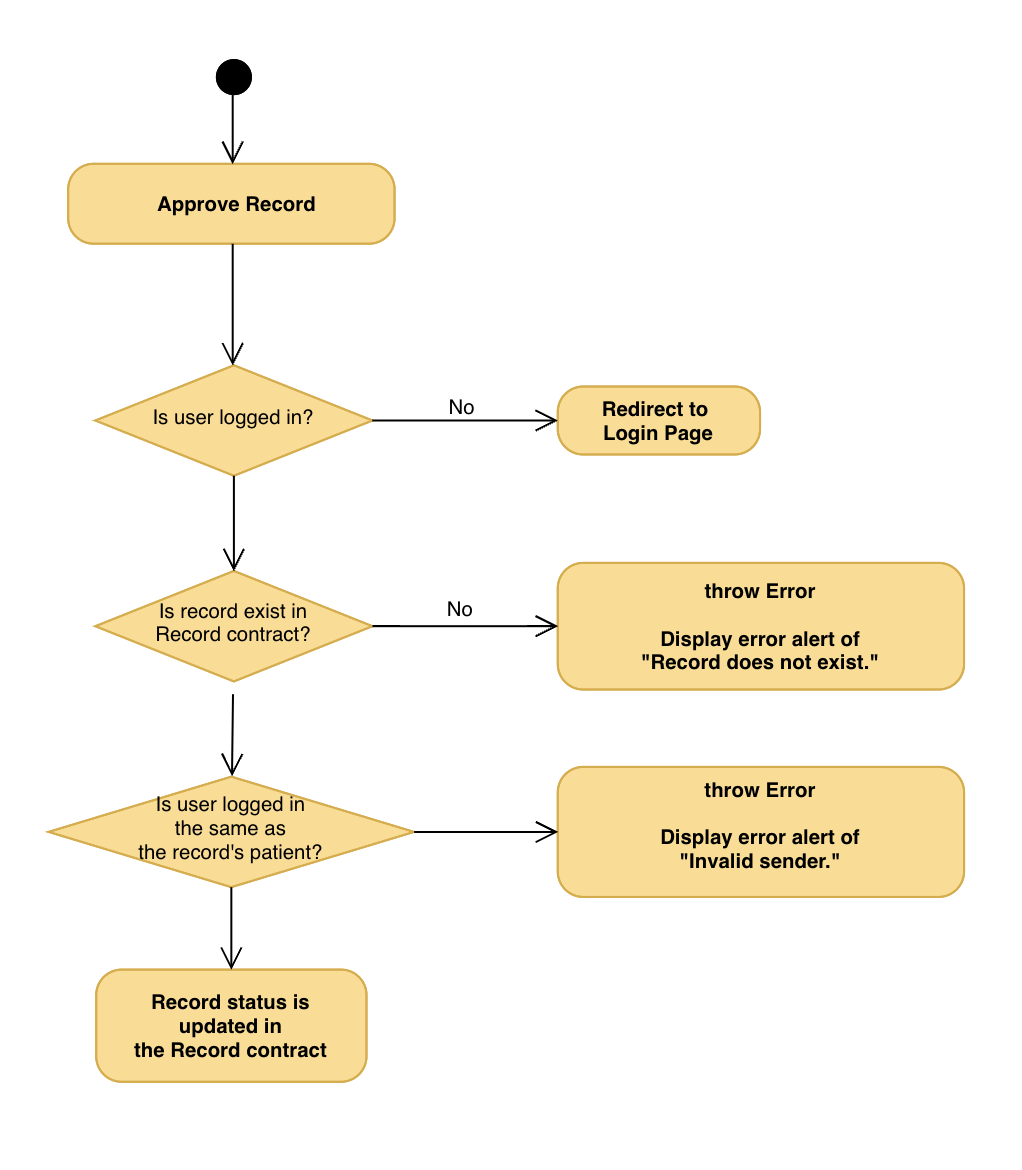 Approve Record
Is user logged in?
No
Redirect to
Login Page
Is record exist in
Record contract?
No
throw Error
Display error alert of
"Record does not exist."
Is user logged in
the same as
the record's patient?
throw Error
Display error alert of
"Invalid sender."
Record status is
updated in
the Record contract